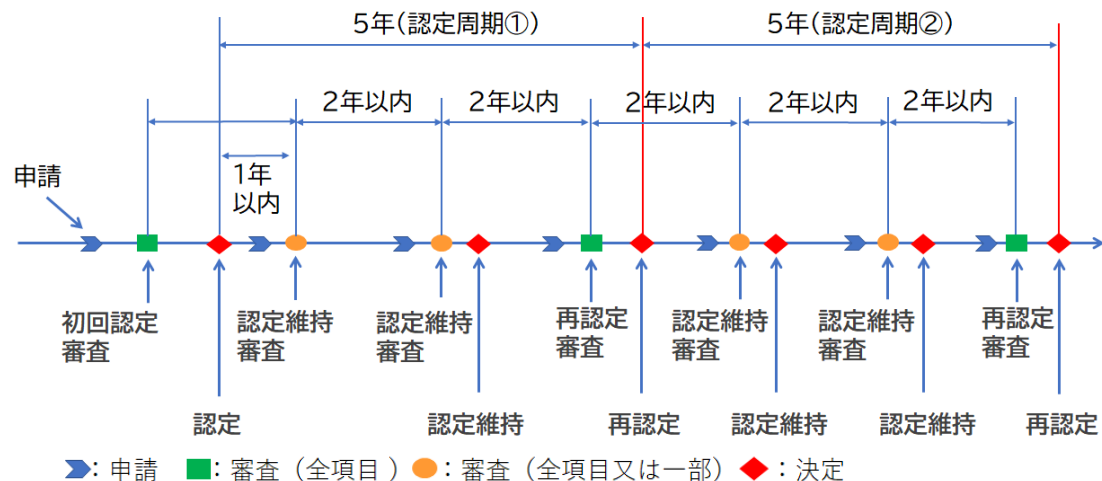 5年(認定周期①)
5年(認定周期②)
2年以内
2年以内
2年以内
2年以内
2年以内
1年
以内
申請
初回認定
審査
認定維持
審査
認定維持
審査
再認定
審査
認定維持
審査
認定維持
審査
再認定
審査
認定
認定維持
再認定
認定維持
認定維持
再認定
：申請
：審査（全項目）
：審査（全項目又は一部）
：決定